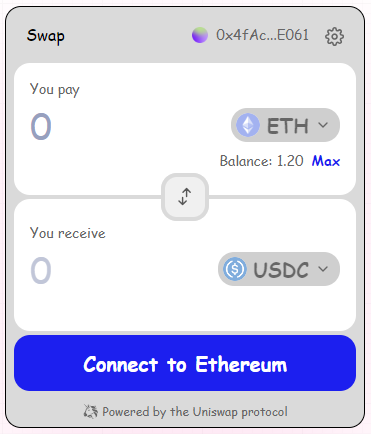 Swap 0x4fAc...E061
You pay
0 ETH
Balance: 1.20 Max
You receive
0 USDC
Connect to Ethereum
Powered by the Uniswap protocol